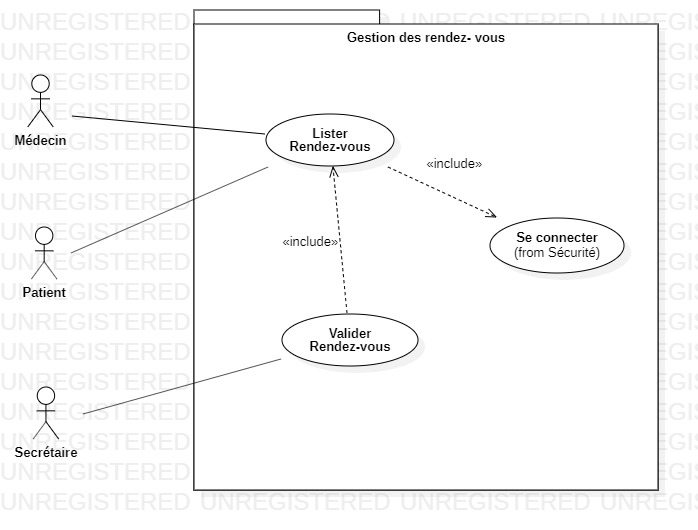 Gestion des rendez- vous
Médecin
Lister
Rendez-vous
«include»
Se connecter
(from Sécurité)
Patient
«include»
Valider
Rendez-vous
Secrétaire
UNREGISTERED